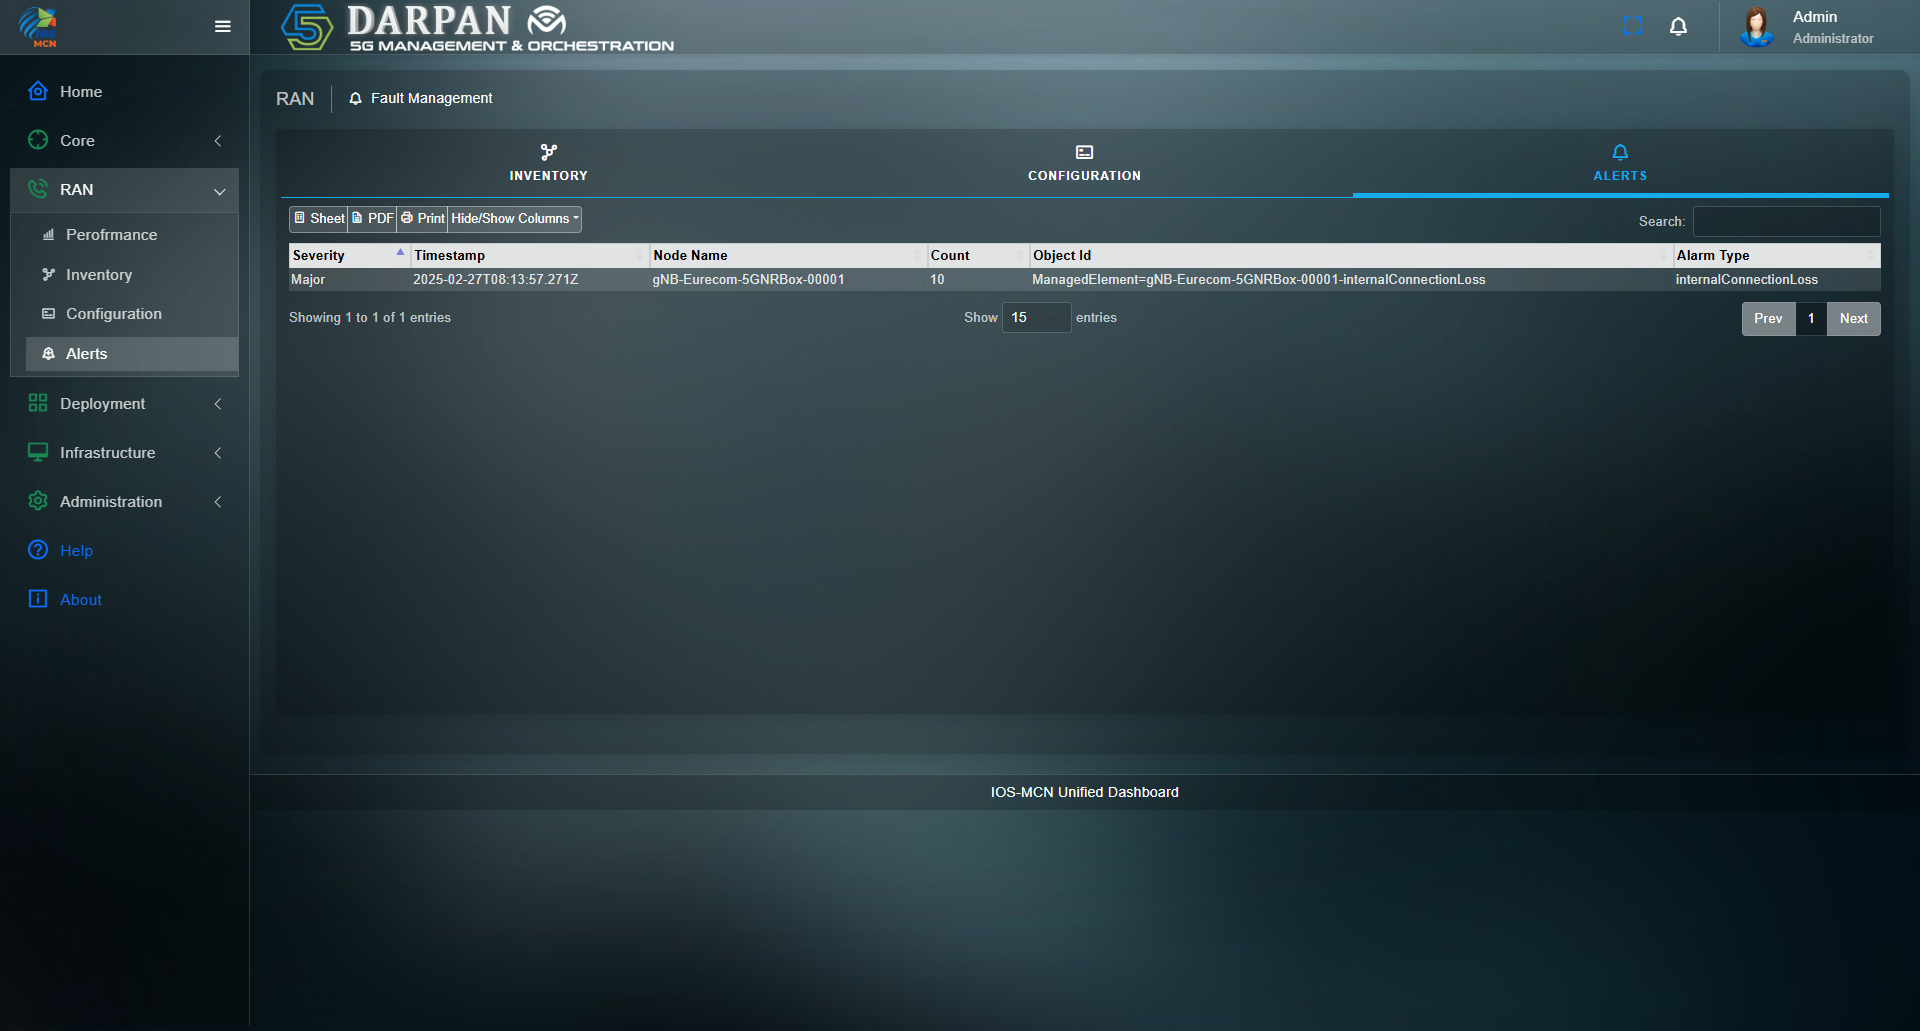 IOS
MCN
DARPAN
5G MANAGEMENT & ORCHESTRATION
Admin
Administrator
Home
Core
RAN
Perofrmance
Inventory
Configuration
Alerts
Deployment
Infrastructure
Administration
Help
About
RAN
Fault Management
INVENTORY
CONFIGURATION
ALERTS
Sheet PDF Print Hide/Show Columns
Search:
Severity Timestamp Node Name Count Object Id Alarm Type
Major 2025-02-27T08:13:57.271Z gNB-Eurecom-5GNRBox-00001 10 ManagedElement=gNB-Eurecom-5GNRBox-00001-internalConnectionLoss internalConnectionLoss
Showing 1 to 1 of 1 entries Show 15 entries Prev 1 Next
IOS-MCN Unified Dashboard